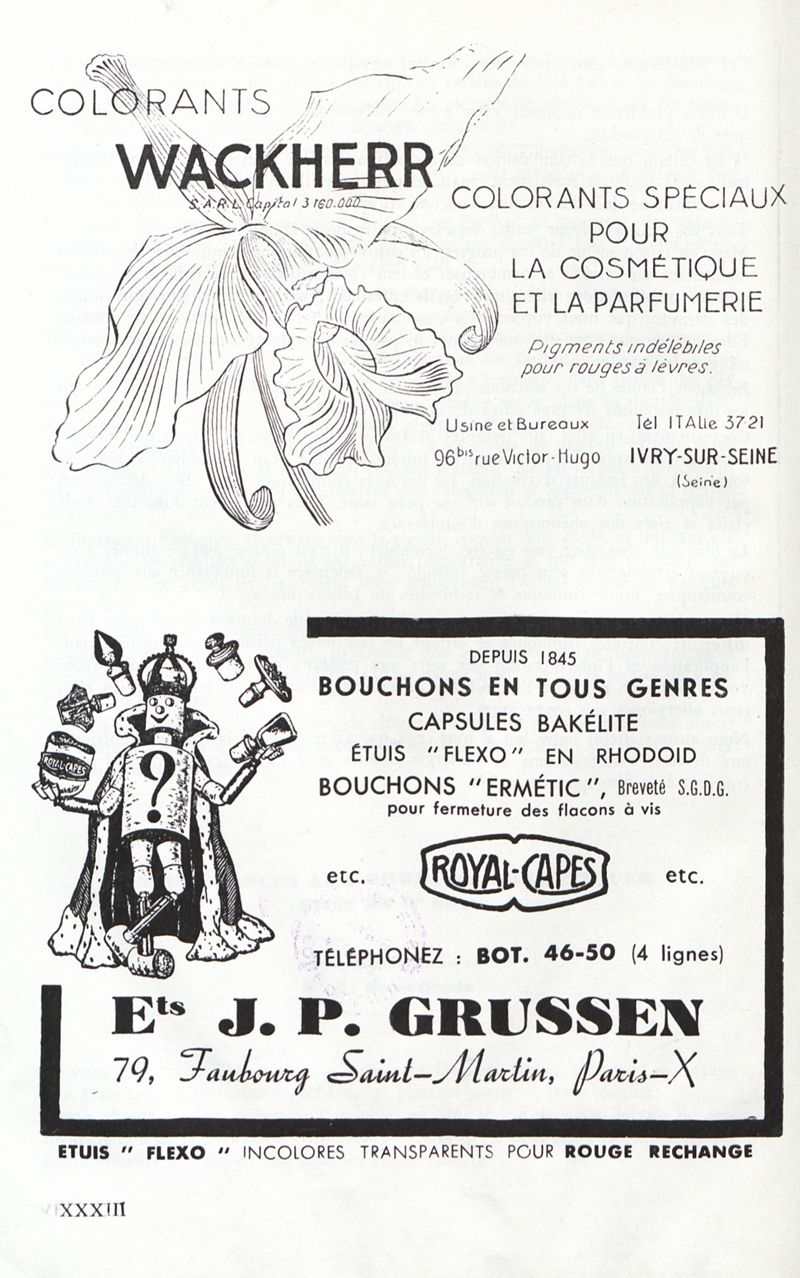 COLORANTS
WACKHERR
S.A.R.L. Capital 3 160.000
COLORANTS SPÉCIAUX
POUR
LA COSMÉTIQUE
ET LA PARFUMERIE
Pigments indélébiles
pour rouges à lèvres.
Usine et Bureaux
96bis rue Victor-Hugo
Tél ITALie 37-21
IVRY-SUR-SEINE
(Seine)
DEPUIS 1845
BOUCHONS EN TOUS GENRES
CAPSULES BAKÉLITE
ÉTUIS "FLEXO" EN RHODOID
BOUCHONS "ERMÉTIC", Breveté S.G.D.G.
pour fermeture des flacons à vis
ROYAL-CAPES
?
etc. ROYAL-CAPES etc.
TÉLÉPHONEZ : BOT. 46-50 (4 lignes)
Ets J. P. GRUSSEN
79, Faubourg Saint-Martin, Paris-X
ETUIS " FLEXO " INCOLORES TRANSPARENTS POUR ROUGE RECHANGE
XXXIII